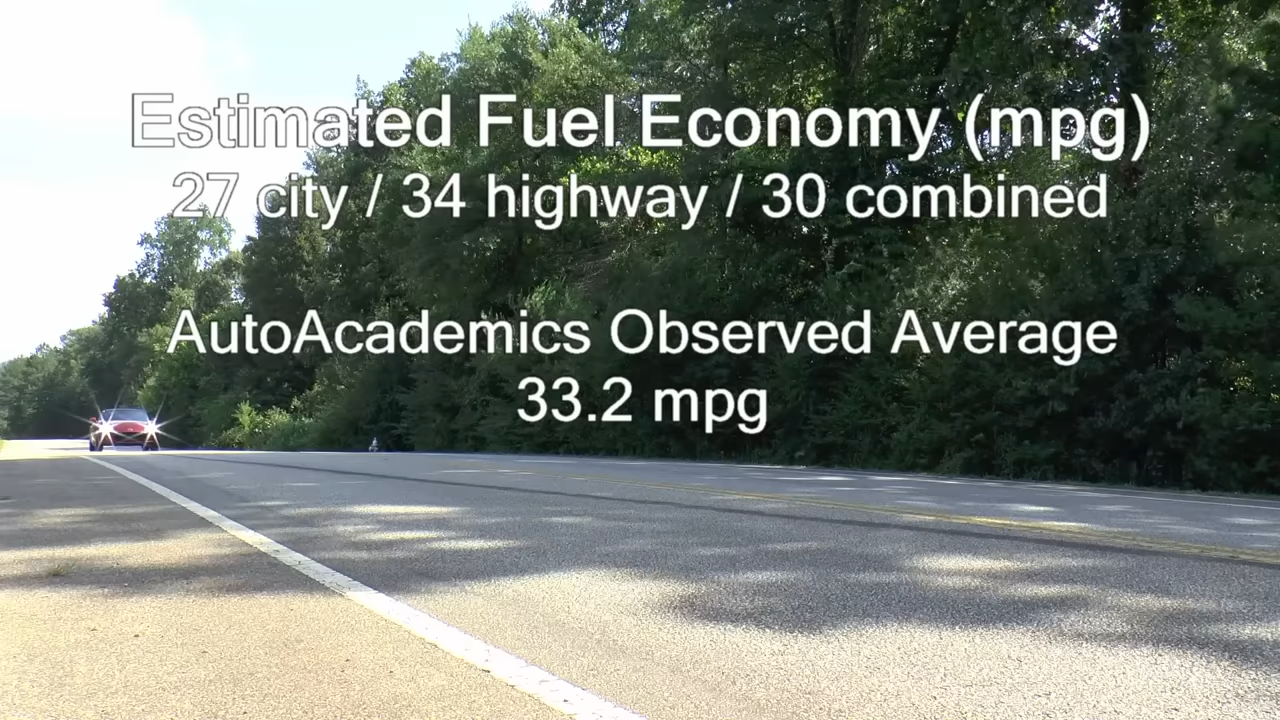 Estimated Fuel Economy (mpg)
27 city / 34 highway / 30 combined
AutoAcademics Observed Average
33.2 mpg